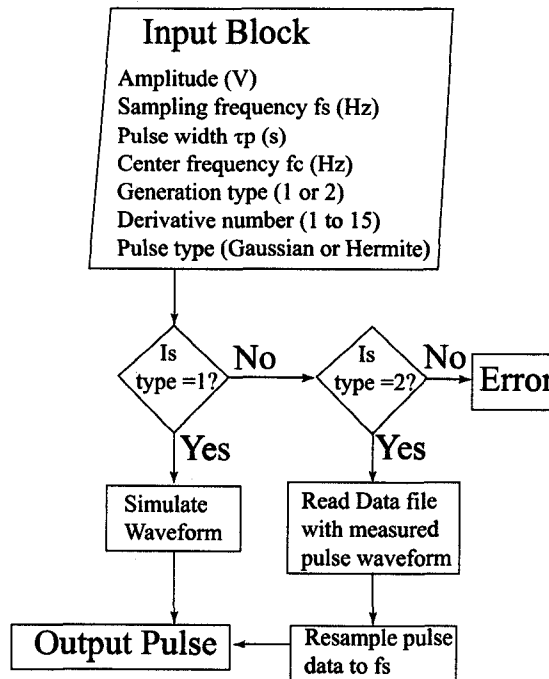 Input Block
Amplitude (V)
Sampling frequency fs (Hz)
Pulse width τp (s)
Center frequency fc (Hz)
Generation type (1 or 2)
Derivative number (1 to 15)
Pulse type (Gaussian or Hermite)
Is
type =1?
No
Is
type =2?
No
Error
Yes
Yes
Simulate
Waveform
Read Data file
with measured
pulse waveform
Output Pulse
Resample pulse
data to fs